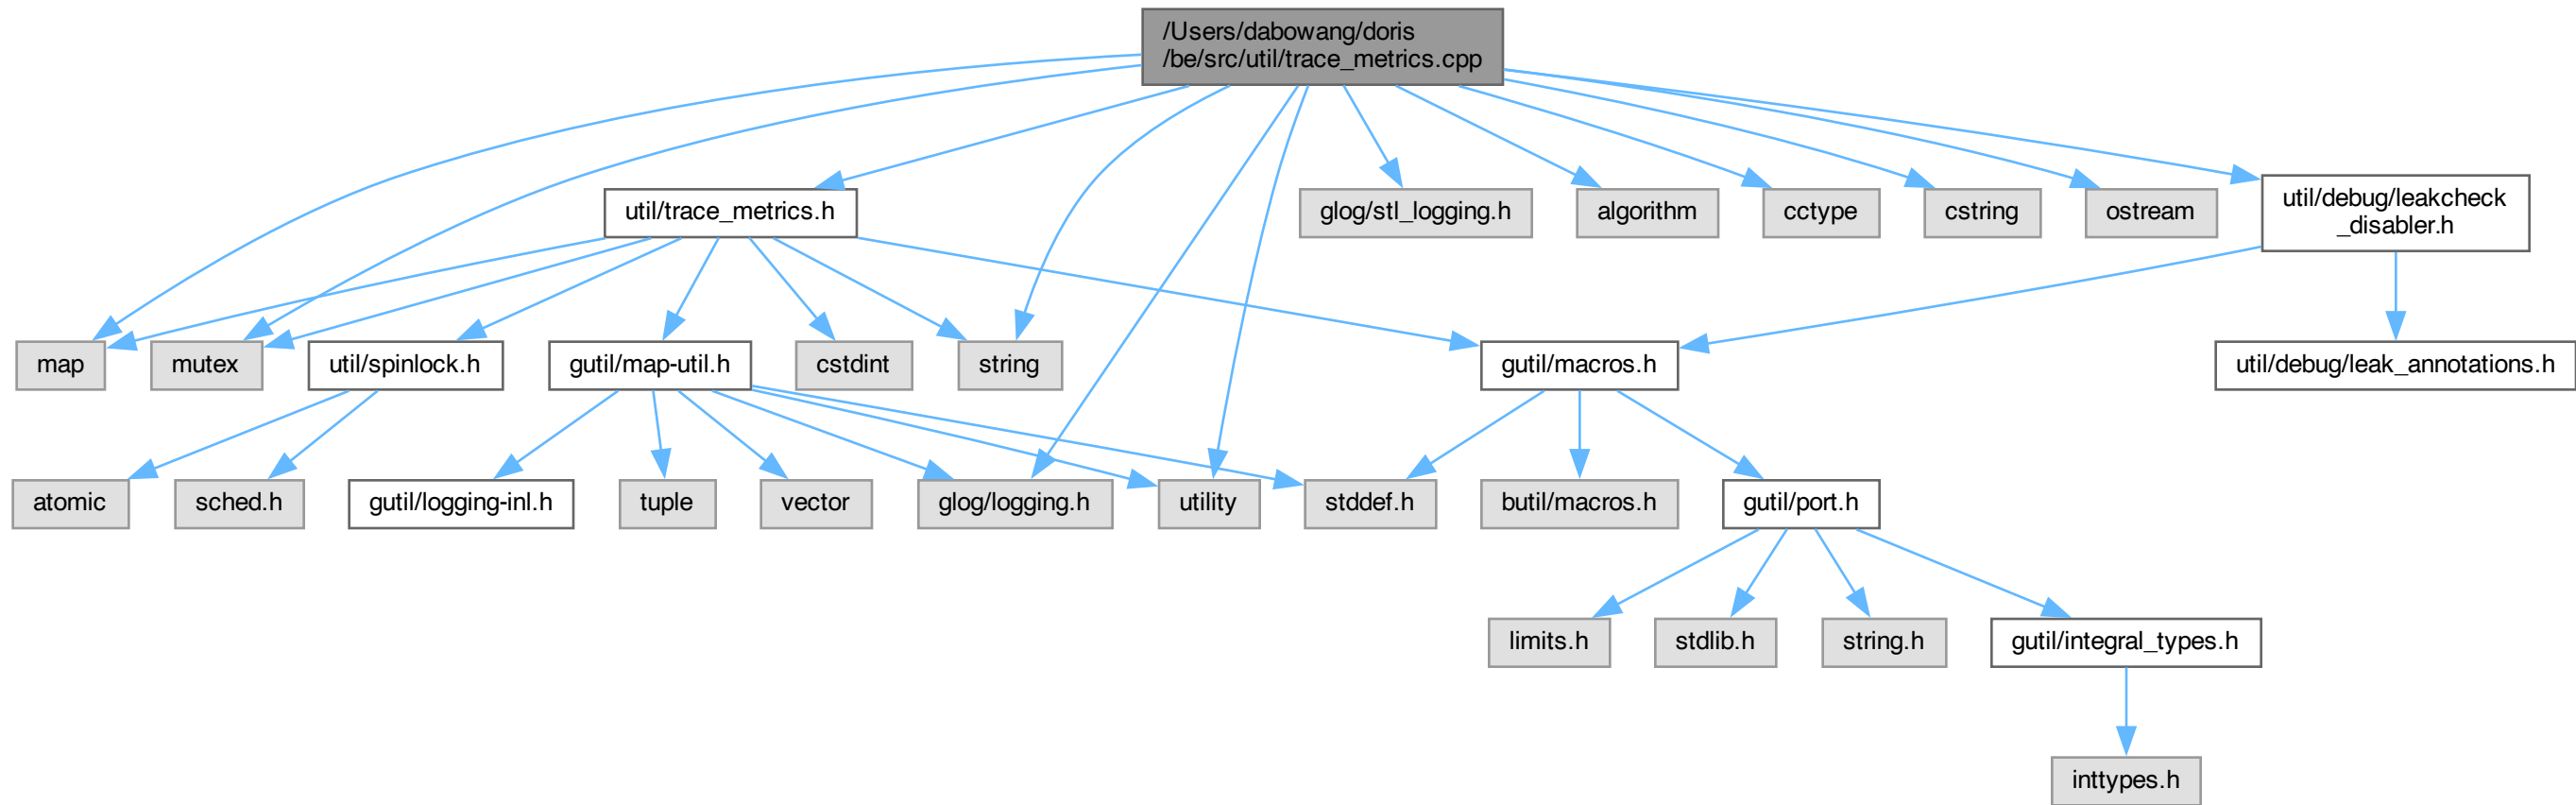 /Users/dabowang/doris
/be/src/util/trace_metrics.cpp
util/trace_metrics.h
glog/stl_logging.h
algorithm
cctype
cstring
ostream
util/debug/leakcheck
_disabler.h
map
mutex
util/spinlock.h
gutil/map-util.h
cstdint
string
gutil/macros.h
util/debug/leak_annotations.h
atomic
sched.h
gutil/logging-inl.h
tuple
vector
glog/logging.h
utility
stddef.h
butil/macros.h
gutil/port.h
limits.h
stdlib.h
string.h
gutil/integral_types.h
inttypes.h